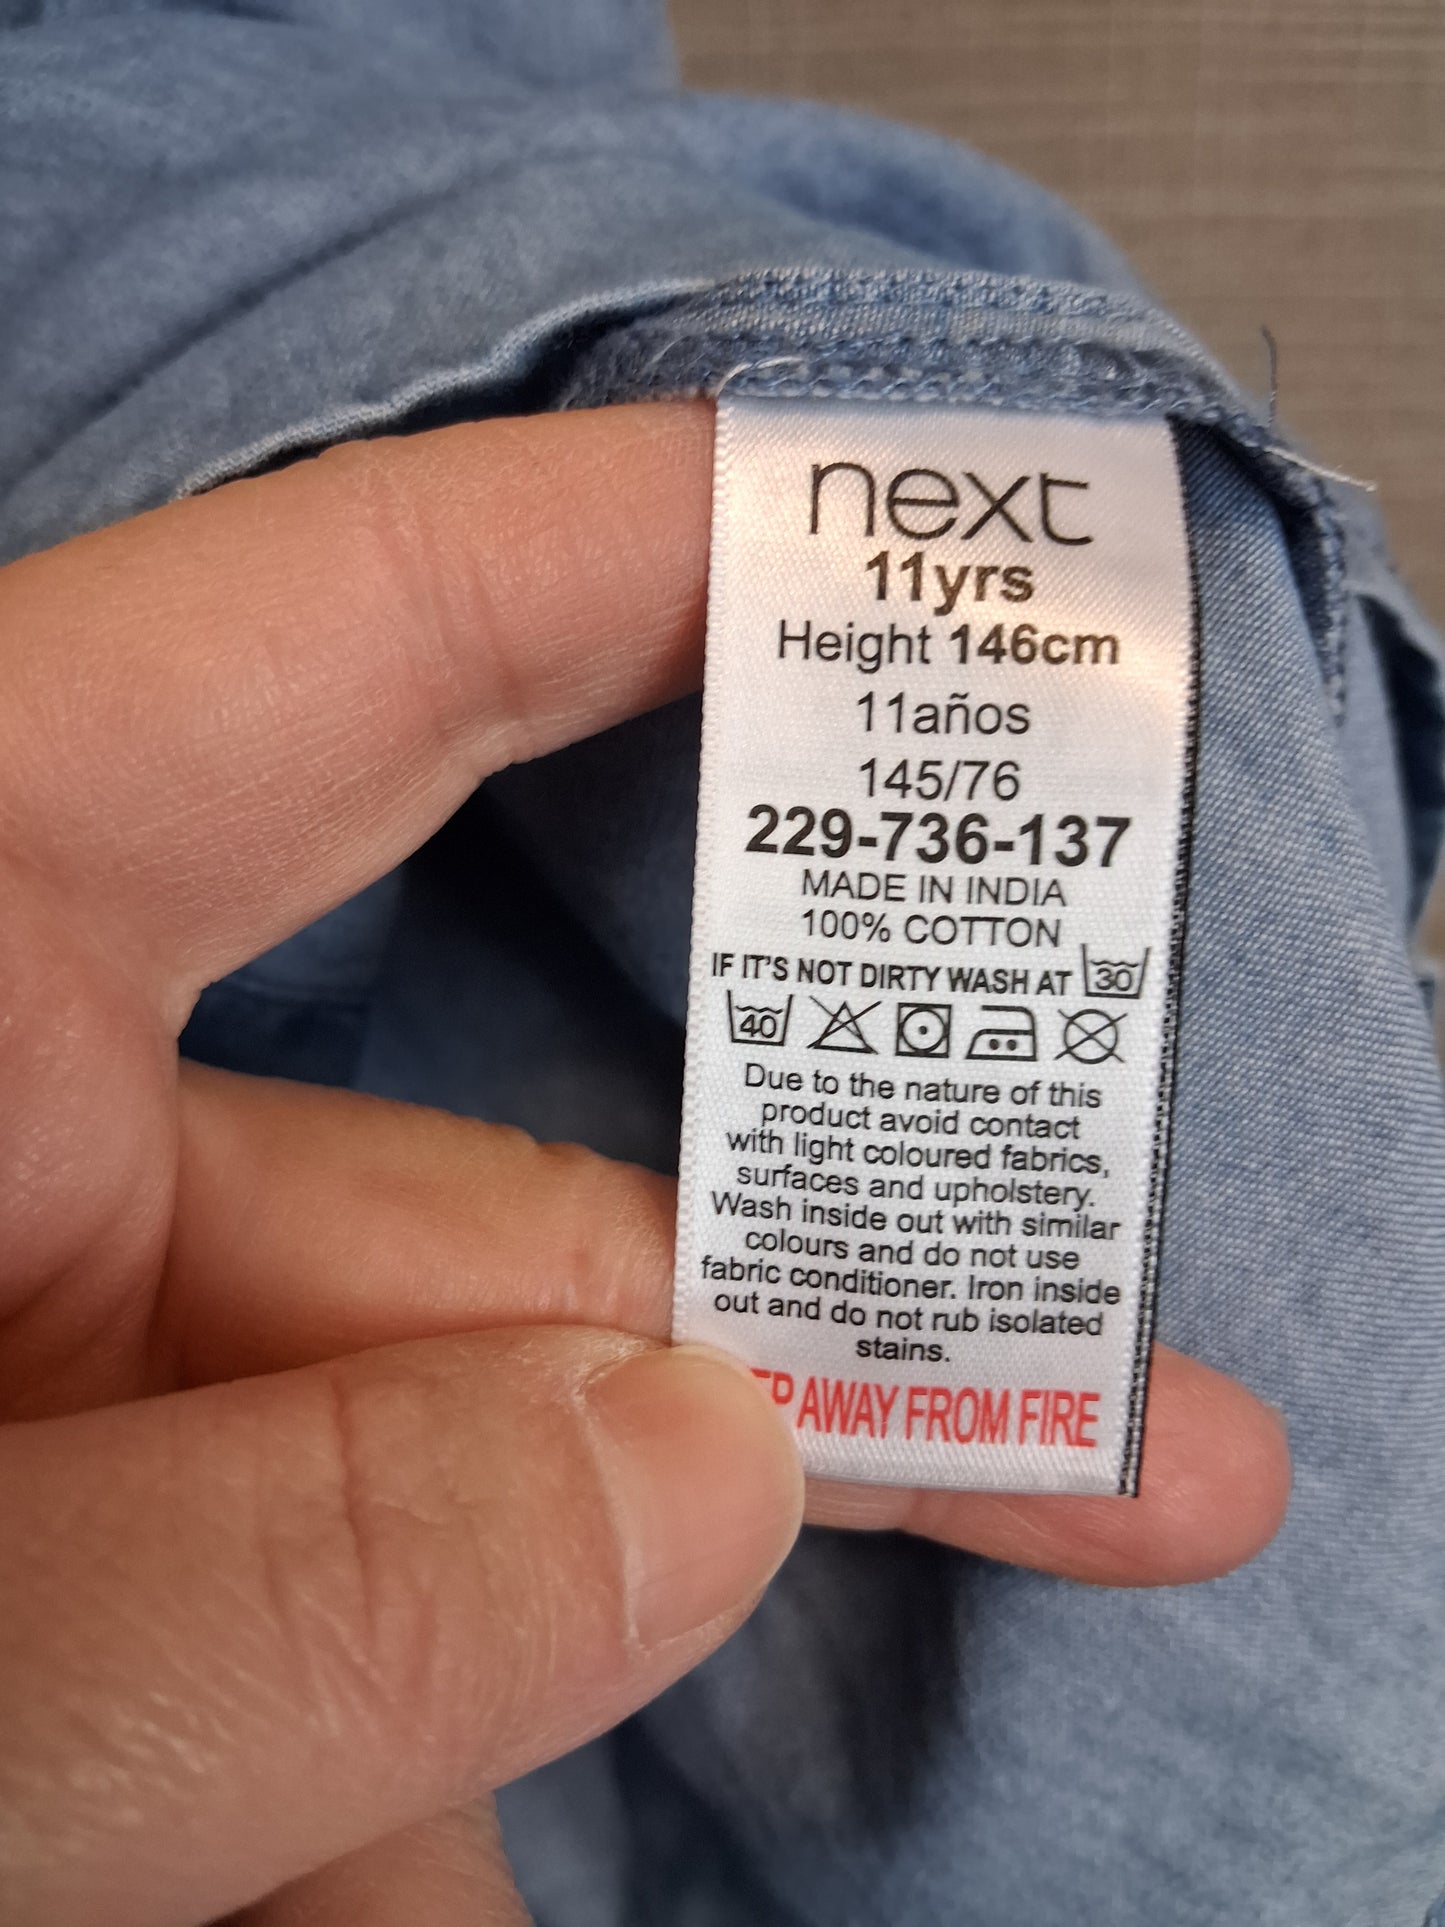 next
11yrs
Height 146cm
11años
145/76
229-736-137
MADE IN INDIA
100% COTTON
IF IT'S NOT DIRTY WASH AT 30
40
Due to the nature of this
product avoid contact
with light coloured fabrics,
surfaces and upholstery.
Wash inside out with similar
colours and do not use
fabric conditioner. Iron inside
out and do not rub isolated
stains.
AWAY FROM FIRE